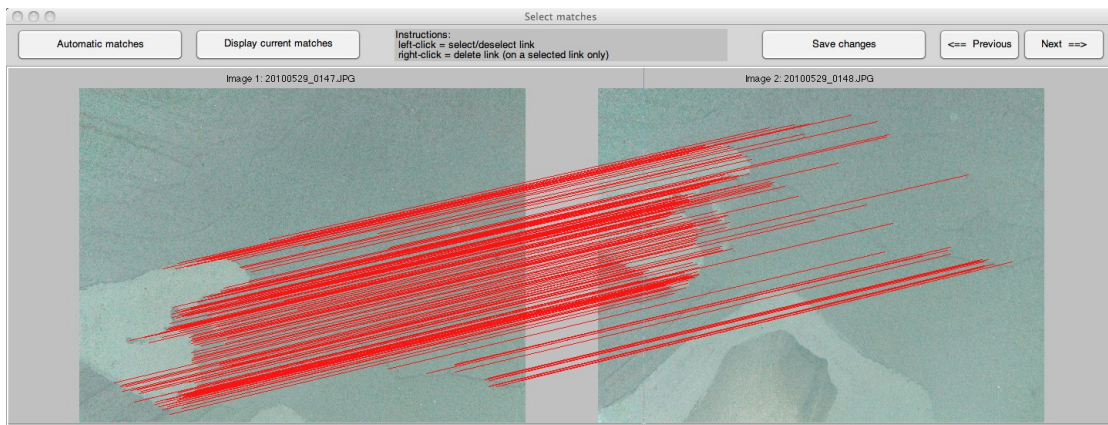 Select matches
Automatic matches
Display current matches
Instructions:
left-click = select/deselect link
right-click = delete link (on a selected link only)
Save changes
<== Previous
Next ==>
Image 1: 20100529_0147.JPG
Image 2: 20100529_0148.JPG